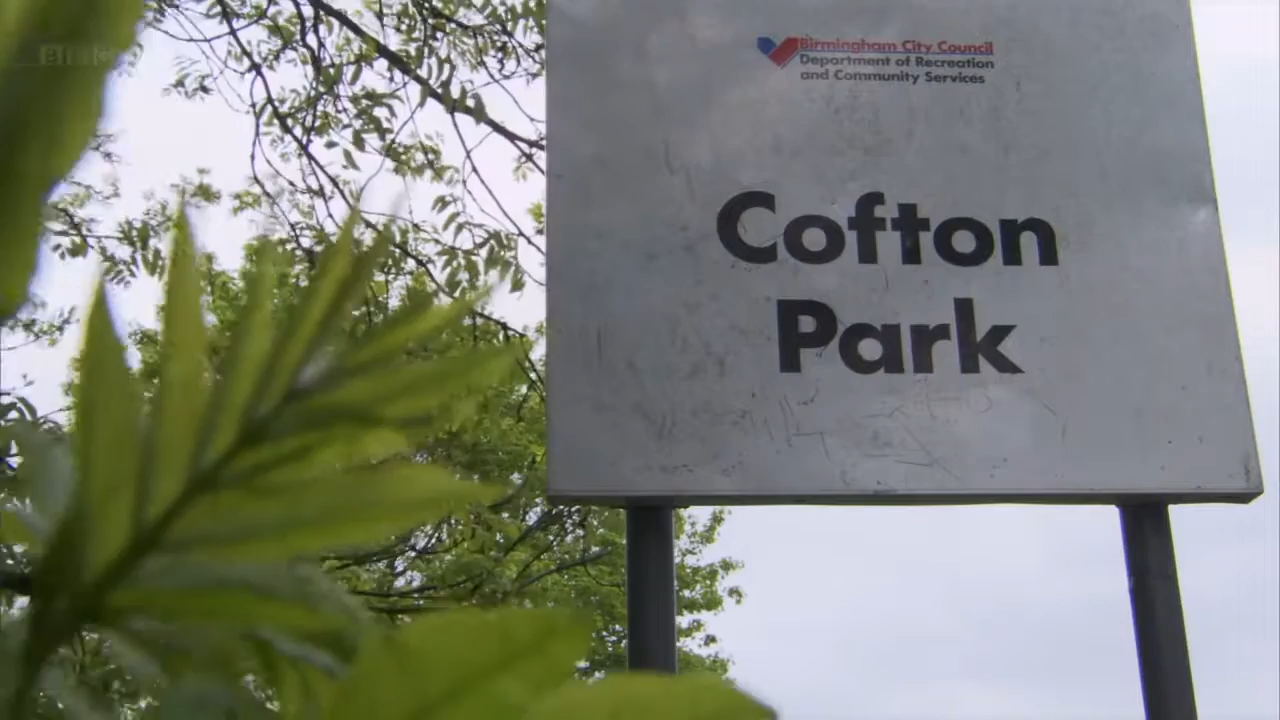 Birmingham City Council
Department of Recreation
and Community Services
Cofton
Park